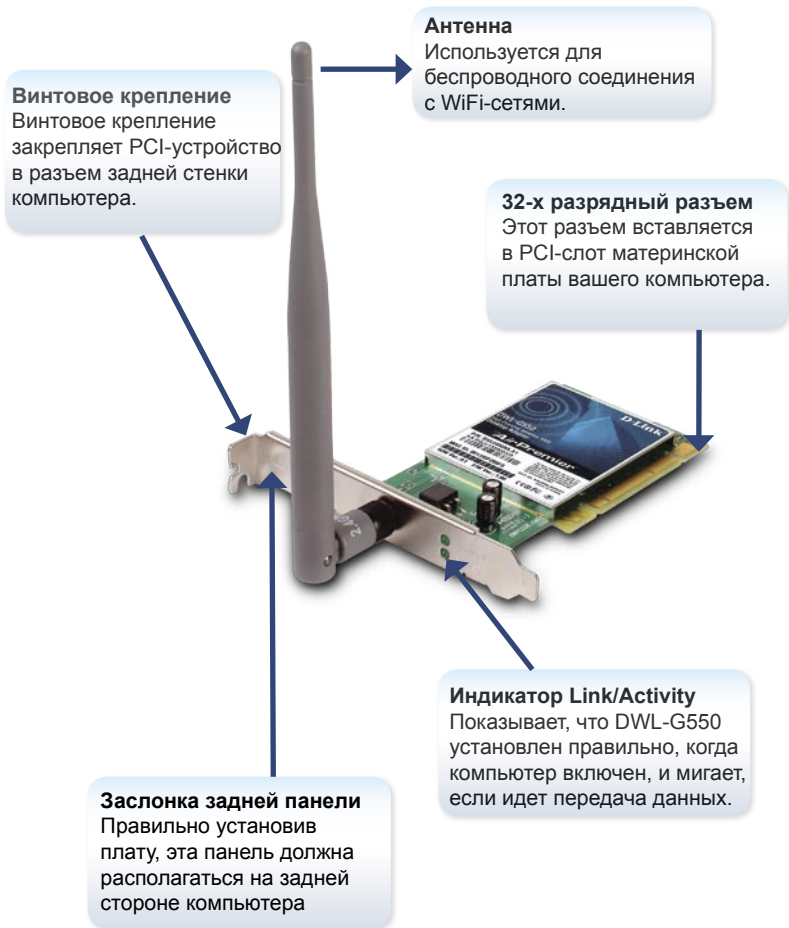 Антенна
Используется для
беспроводного соединения
с WiFi-сетями.
Винтовое крепление
Винтовое крепление
закрепляет PCI-устройство
в разъем задней стенки
компьютера.
32-х разрядный разъем
Этот разъем вставляется
в PCI-слот материнской
платы вашего компьютера.
D-Link
DWL-G550
AirPremier
2.4G
Индикатор Link/Activity
Показывает, что DWL-G550
установлен правильно, когда
компьютер включен, и мигает,
если идет передача данных.
Заслонка задней панели
Правильно установив
плату, эта панель должна
располагаться на задней
стороне компьютера